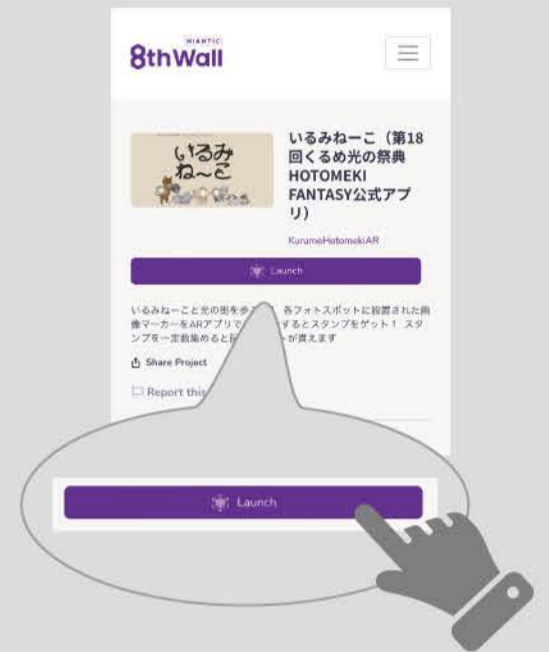 NIANTIC
8thWall
いるみ
ね〜こ
いるみねーこ（第18
回くるめ光の祭典
HOTOMEKI
FANTASY公式アプ
リ）
KurumeHotomekiAR
Launch
いるみねーこと光の街を歩 各フォトスポットに設置された画
像マーカーをARアプリで するとスタンプをゲット！ スタ
ンプを一定数集めると が貰えます
Share Project
Report this
Launch